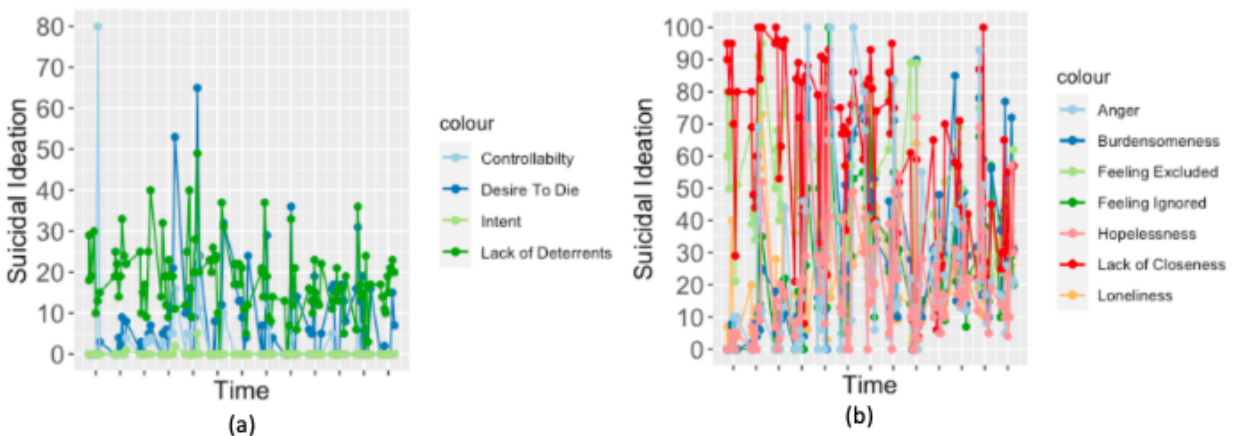 80
70
60
50
40
30
20
10
0
Suicidal Ideation
Time
(a)
colour
Controllabilty
Desire To Die
Intent
Lack of Deterrents
100
90
80
70
60
50
40
30
20
10
0
Suicidal Ideation
Time
(b)
colour
Anger
Burdensomeness
Feeling Excluded
Feeling Ignored
Hopelessness
Lack of Closeness
Loneliness